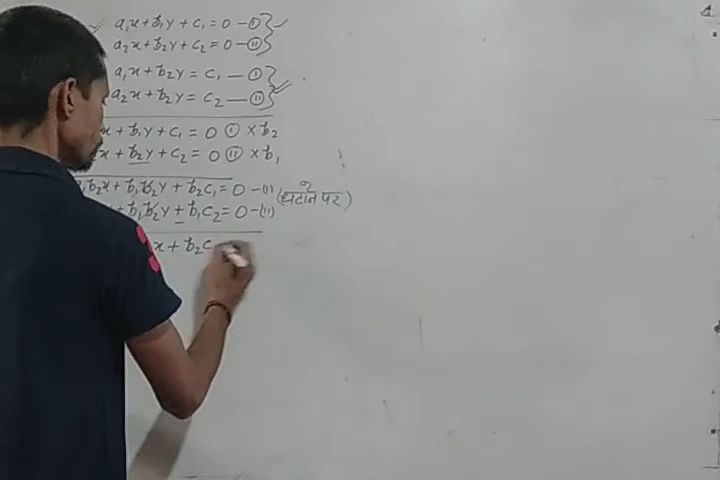 a₁x + b₁y + c₁ = 0 — (I)
a₂x + b₂y + c₂ = 0 — (II)
a₁x + b₂y = c₁ — (I)
a₂x + b₂y = c₂ — (II)
x + b₁y + c₁ = 0 (I) × b₂
x + b₂y + c₂ = 0 (II) × b₁
b₂x + b₁b₂y + b₂c₁ = 0 — (I)
+ b₁b₂y + b₁c₂ = 0 — (II)
(घटाने पर)
x + b₂c